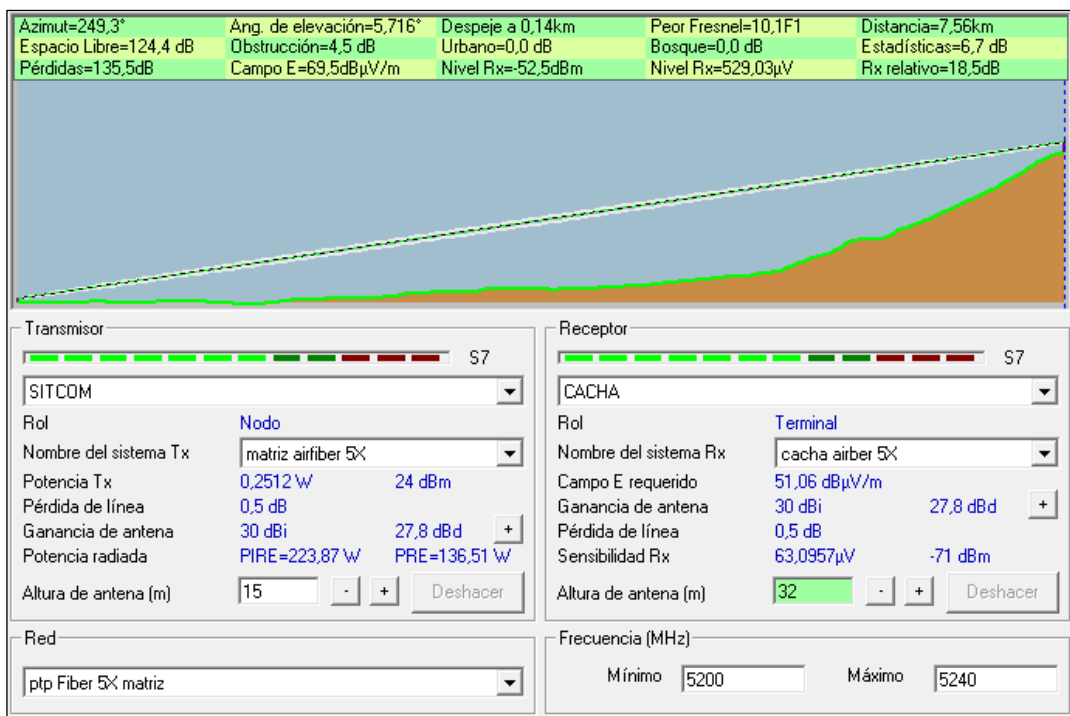 Azimut=249,3° Ang. de elevación=5,716° Despeje a 0,14km Peor Fresnel=10,1F1 Distancia=7,56km
Espacio Libre=124,4 dB Obstrucción=4,5 dB Urbano=0,0 dB Bosque=0,0 dB Estadísticas=6,7 dB
Pérdidas=135,5dB Campo E=69,5dBµV/m Nivel Rx=-52,5dBm Nivel Rx=529,03µV Rx relativo=18,5dB
Transmisor
S7
SITCOM
Rol Nodo
Nombre del sistema Tx matriz airfiber 5X
Potencia Tx 0,2512 W 24 dBm
Pérdida de línea 0,5 dB
Ganancia de antena 30 dBi 27,8 dBd +
Potencia radiada PIRE=223,87 W PRE=136,51 W
Altura de antena (m) 15 - + Deshacer
Receptor
S7
CACHA
Rol Terminal
Nombre del sistema Rx cacha airber 5X
Campo E requerido 51,06 dBµV/m
Ganancia de antena 30 dBi 27,8 dBd +
Pérdida de línea 0,5 dB
Sensibilidad Rx 63,0957µV -71 dBm
Altura de antena (m) 32 - + Deshacer
Red
ptp Fiber 5X matriz
Frecuencia (MHz)
Mínimo 5200 Máximo 5240